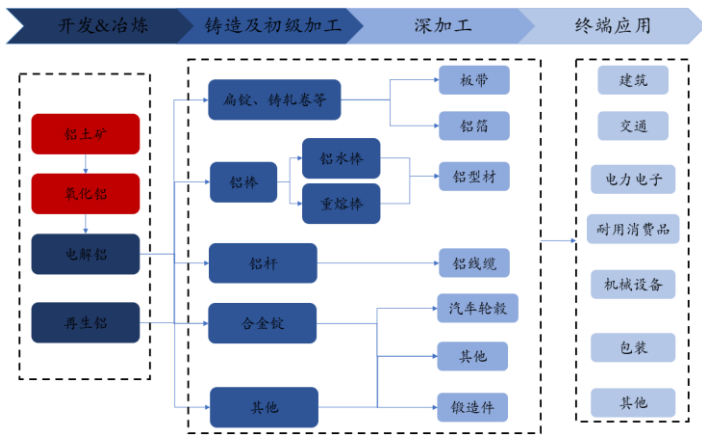 开发&冶炼
铸造及初级加工
深加工
终端应用
铝土矿
氧化铝
电解铝
再生铝
扁锭、铸轧卷等
铝棒
铝水棒
重熔棒
铝杆
合金锭
其他
板带
铝箔
铝型材
铝线缆
汽车轮毂
其他
锻造件
建筑
交通
电力电子
耐用消费品
机械设备
包装
其他